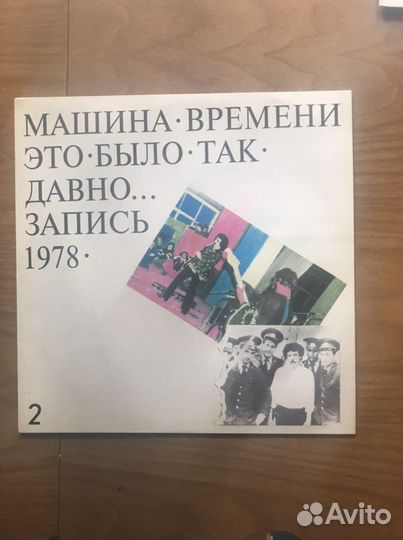 МАШИНА·ВРЕМЕНИ
ЭТО·БЫЛО·ТАК·
ДАВНО...
ЗАПИСЬ
1978·
2
Avito